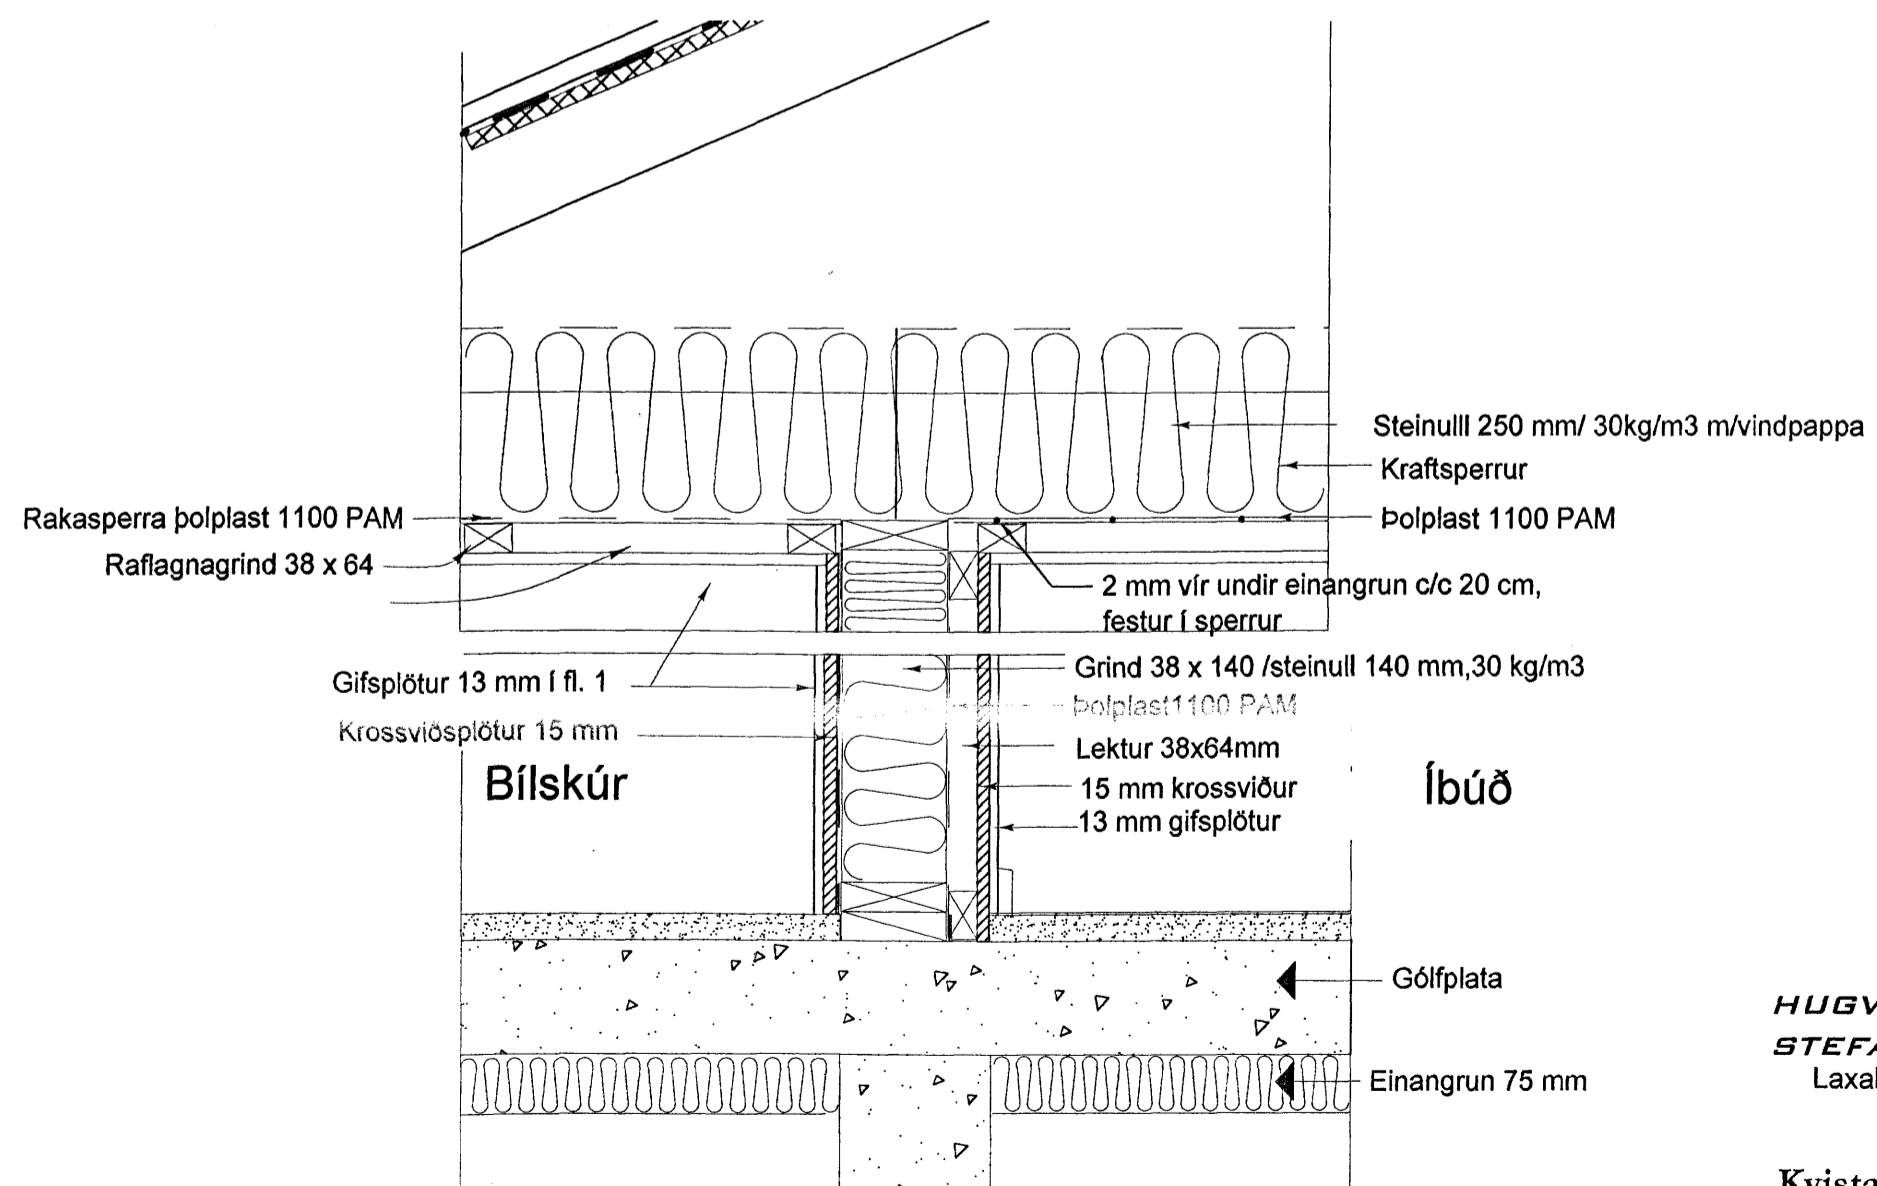 Steinulll 250 mm/ 30kg/m3 m/vindpappa
Kraftsperrur
Rakasperra þolplast 1100 PAM
Þolplast 1100 PAM
Raflagnagrind 38 x 64
2 mm vír undir einangrun c/c 20 cm,
festur í sperrur
Gifsplötur 13 mm í fl. 1
Grind 38 x 140 /steinull 140 mm,30 kg/m3
Þolplast1100 PAM
Krossviðsplötur 15 mm
Lektur 38x64mm
Bílskúr
15 mm krossviður
Íbúð
13 mm gifsplötur
Gólfplata
HUGV
STEFA
Einangrun 75 mm
Laxal
Kvista